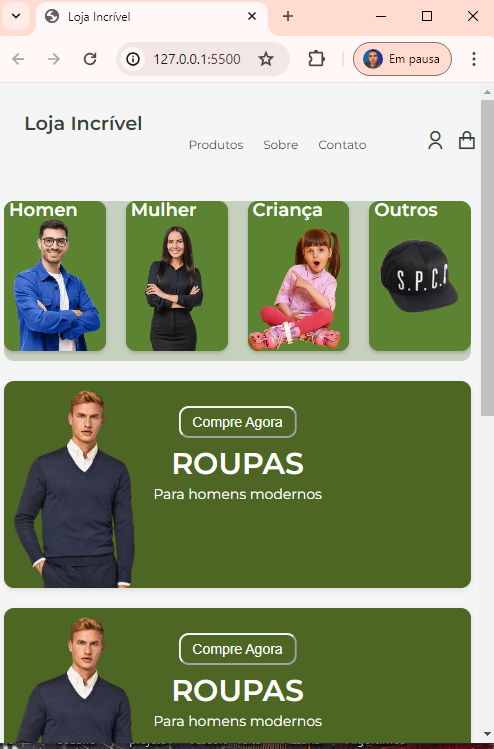 Loja Incrível
127.0.0.1:5500
Em pausa
Loja Incrível
Produtos Sobre Contato
Homen Mulher Criança Outros
S.P.C.C
Compre Agora
ROUPAS
Para homens modernos
Compre Agora
ROUPAS
Para homens modernos